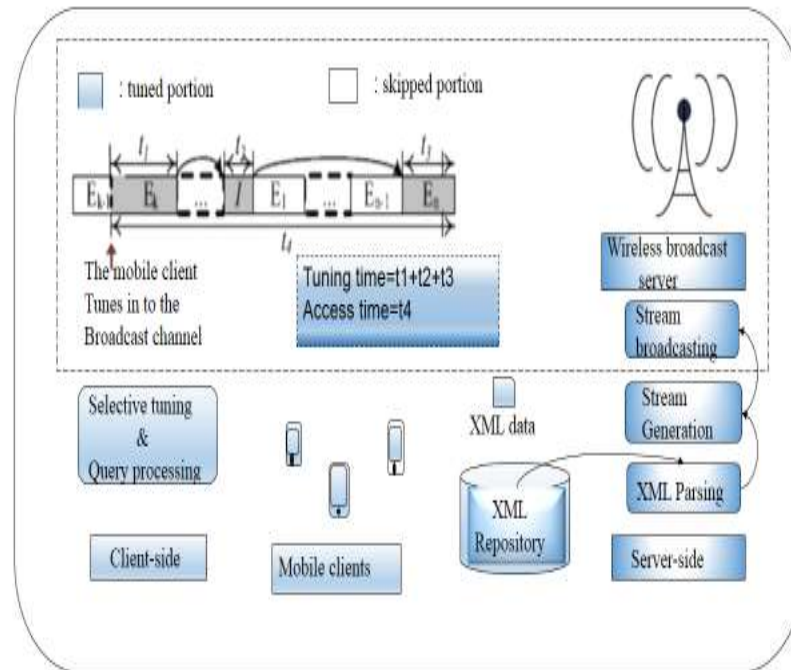 : tuned portion
: skipped portion
t1
t2
t3
Ek-1
Ek
...
I
E1
...
En-1
En
t4
The mobile client
Tunes in to the
Broadcast channel
Tuning time=t1+t2+t3
Access time=t4
Wireless broadcast
server
Stream
broadcasting
Selective tuning
&
Query processing
XML data
Stream
Generation
XML
Repository
XML Parsing
Client-side
Mobile clients
Server-side